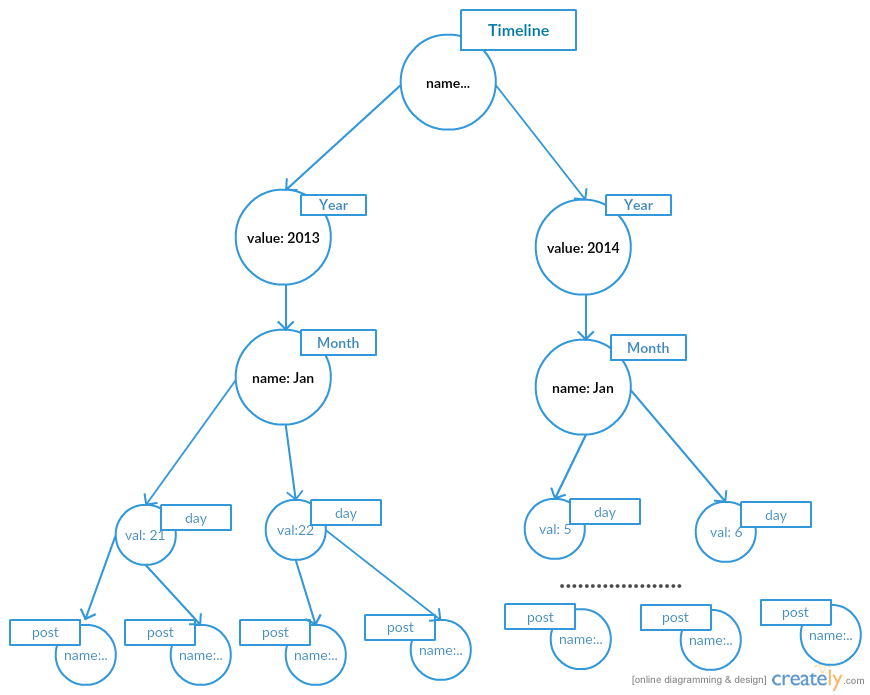 Timeline
name...
Year
value: 2013
Year
value: 2014
Month
name: Jan
Month
name: Jan
day
val: 21
day
val:22
day
val: 5
day
val: 6
post
name:..
post
name:..
post
name:..
post
name:..
post
name:..
post
name:..
post
name:..
[online diagramming & design] creately.com